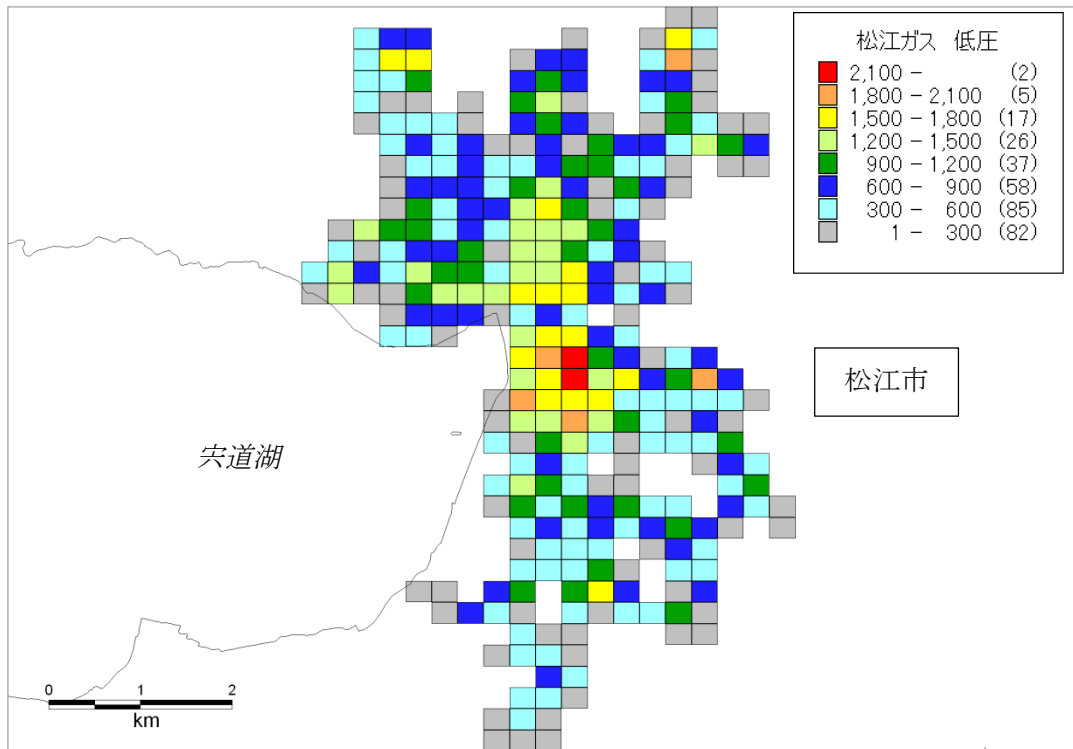 松江ガス 低圧
2,100 - (2)
1,800 - 2,100 (5)
1,500 - 1,800 (17)
1,200 - 1,500 (26)
900 - 1,200 (37)
600 - 900 (58)
300 - 600 (85)
1 - 300 (82)
松江市
宍道湖
0 1 2
km